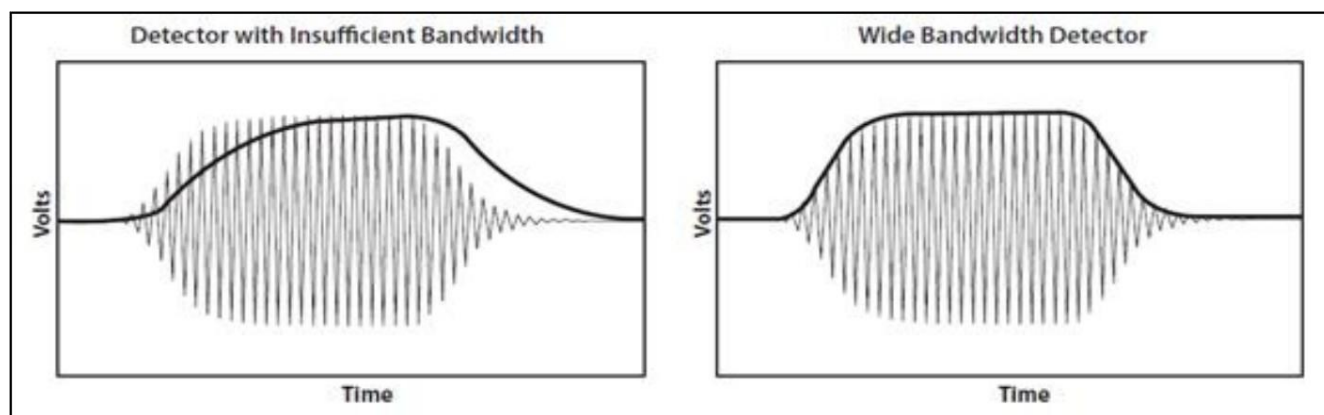 Detector with Insufficient Bandwidth
Volts
Time
Wide Bandwidth Detector
Volts
Time